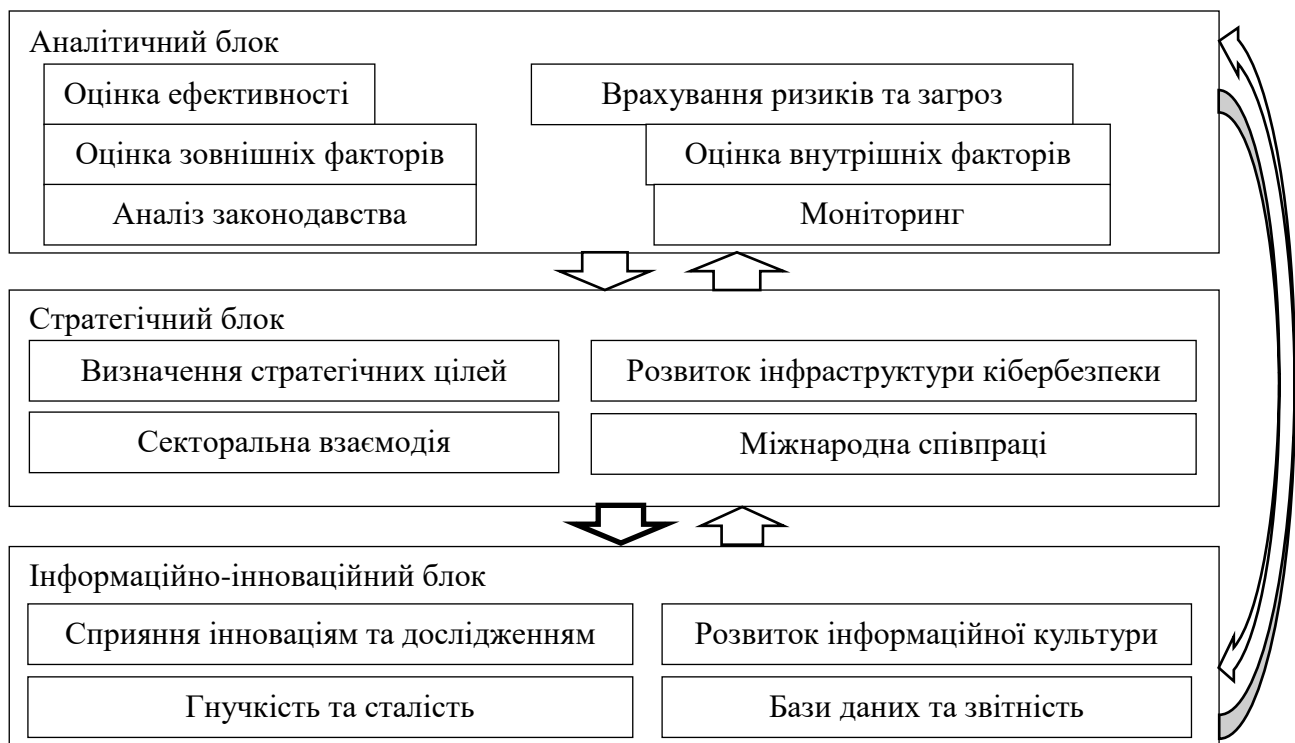 Аналітичний блок
Оцінка ефективності
Врахування ризиків та загроз
Оцінка зовнішніх факторів
Оцінка внутрішніх факторів
Аналіз законодавства
Моніторинг
Стратегічний блок
Визначення стратегічних цілей
Розвиток інфраструктури кібербезпеки
Секторальна взаємодія
Міжнародна співпраці
Інформаційно-інноваційний блок
Сприяння інноваціям та дослідженням
Розвиток інформаційної культури
Гнучкість та сталість
Бази даних та звітність